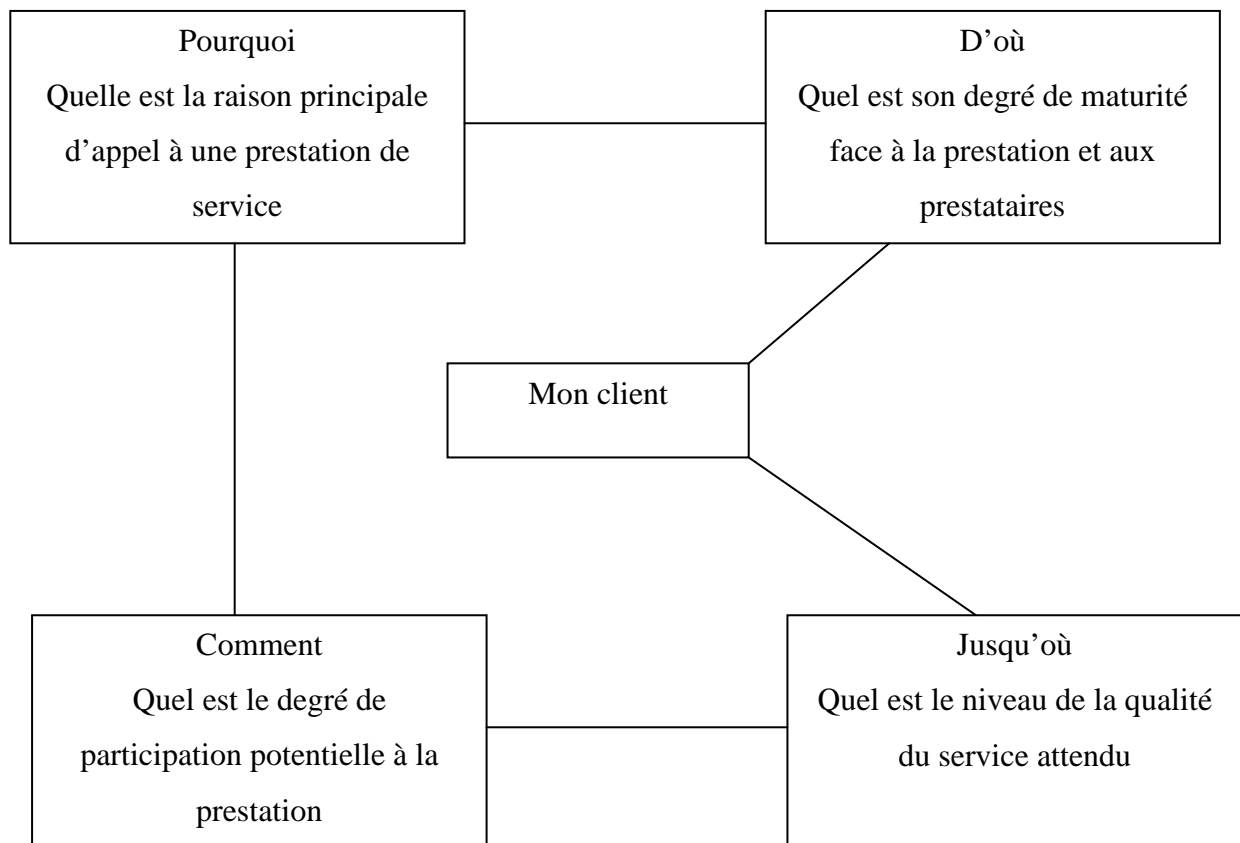 Pourquoi
Quelle est la raison principale
d’appel à une prestation de
service
D’où
Quel est son degré de maturité
face à la prestation et aux
prestataires
Mon client
Comment
Quel est le degré de
participation potentielle à la
prestation
Jusqu’où
Quel est le niveau de la qualité
du service attendu